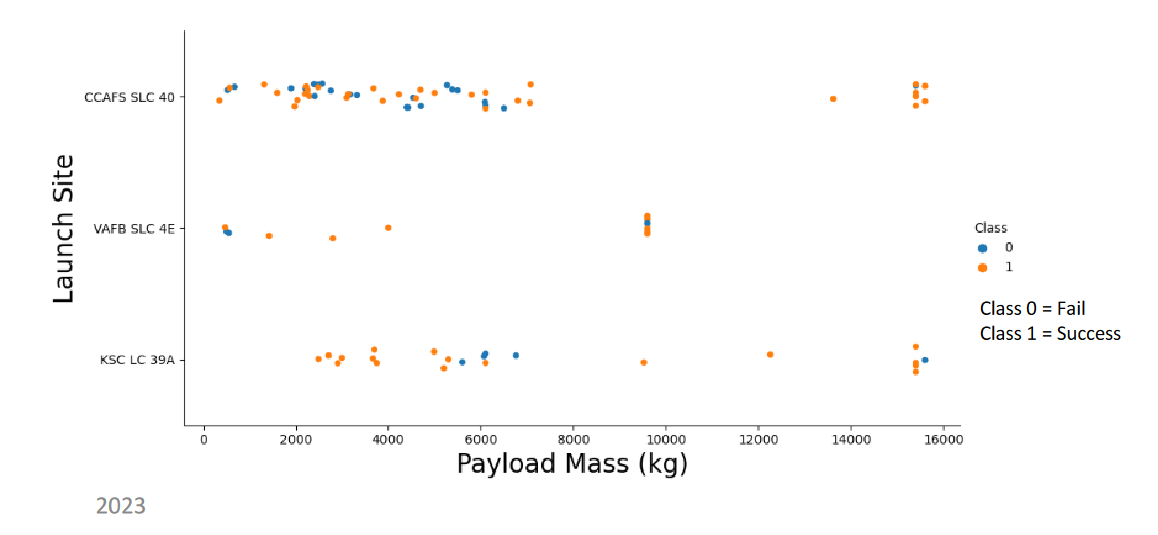 Launch Site
CCAFS SLC 40
VAFB SLC 4E
KSC LC 39A
0 2000 4000 6000 8000 10000 12000 14000 16000
Payload Mass (kg)
Class
0
1
Class 0 = Fail
Class 1 = Success
2023